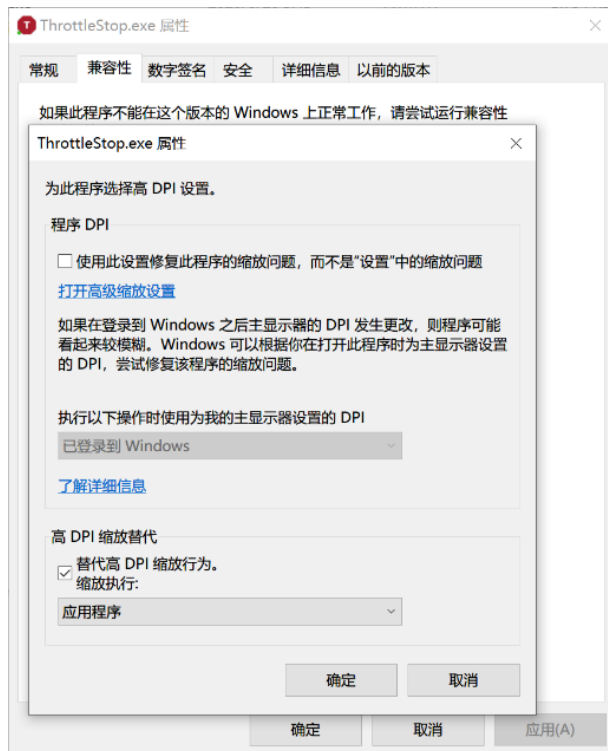 ThrottleStop.exe 属性
常规 兼容性 数字签名 安全 详细信息 以前的版本
如果此程序不能在这个版本的 Windows 上正常工作，请尝试运行兼容性
ThrottleStop.exe 属性
为此程序选择高 DPI 设置。
程序 DPI
使用此设置修复此程序的缩放问题，而不是“设置”中的缩放问题
打开高级缩放设置
如果在登录到 Windows 之后主显示器的 DPI 发生更改，则程序可能
看起来较模糊。Windows 可以根据你在打开此程序时为主显示器设置
的 DPI，尝试修复该程序的缩放问题。
执行以下操作时使用为我的主显示器设置的 DPI
已登录到 Windows
了解详细信息
高 DPI 缩放替代
替代高 DPI 缩放行为。
缩放执行:
应用程序
确定 取消
确定 取消 应用(A)